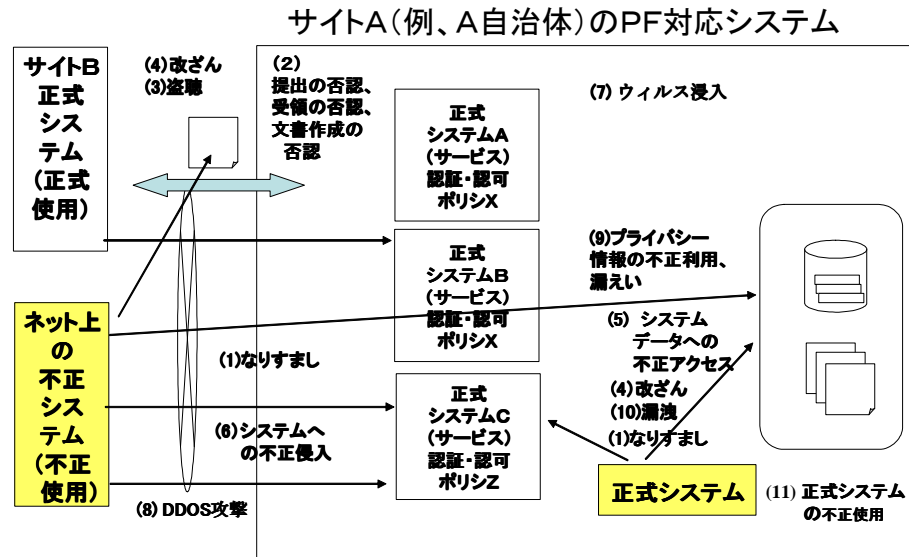 サイトA(例、A自治体)のPF対応システム
サイトB
正式
シス
テム
(正式
使用)
(4)改ざん
(3)盗聴
(2)
提出の否認、
受領の否認、
文書作成の
否認
(7)ウィルス浸入
正式
システムA
(サービス)
認証・認可
ポリシX
正式
システムB
(サービス)
認証・認可
ポリシX
(9)プライバシー
情報の不正利用、
漏えい
ネット上
の
不正
シス
テム
(不正
使用)
(1)なりすまし
(5) システム
データへの
不正アクセス
(4)改ざん
(10)漏洩
(1)なりすまし
正式
システムC
(サービス)
認証・認可
ポリシZ
(6)システムへ
の不正侵入
(8)DDOS攻撃
正式システム
(11) 正式システム
の不正使用